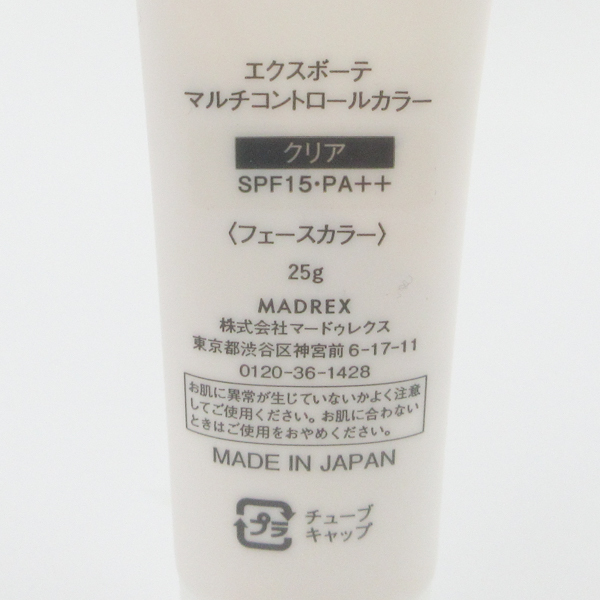 エクスボーテ
マルチコントロールカラー
クリア
SPF15・PA++
〈フェースカラー〉
25g
MADREX
株式会社マードゥレクス
東京都渋谷区神宮前6-17-11
0120-36-1428
お肌に異常が生じていないかよく注意
してご使用ください。お肌に合わない
ときはご使用をおやめください。
MADE IN JAPAN
プラ
チューブ
キャップ